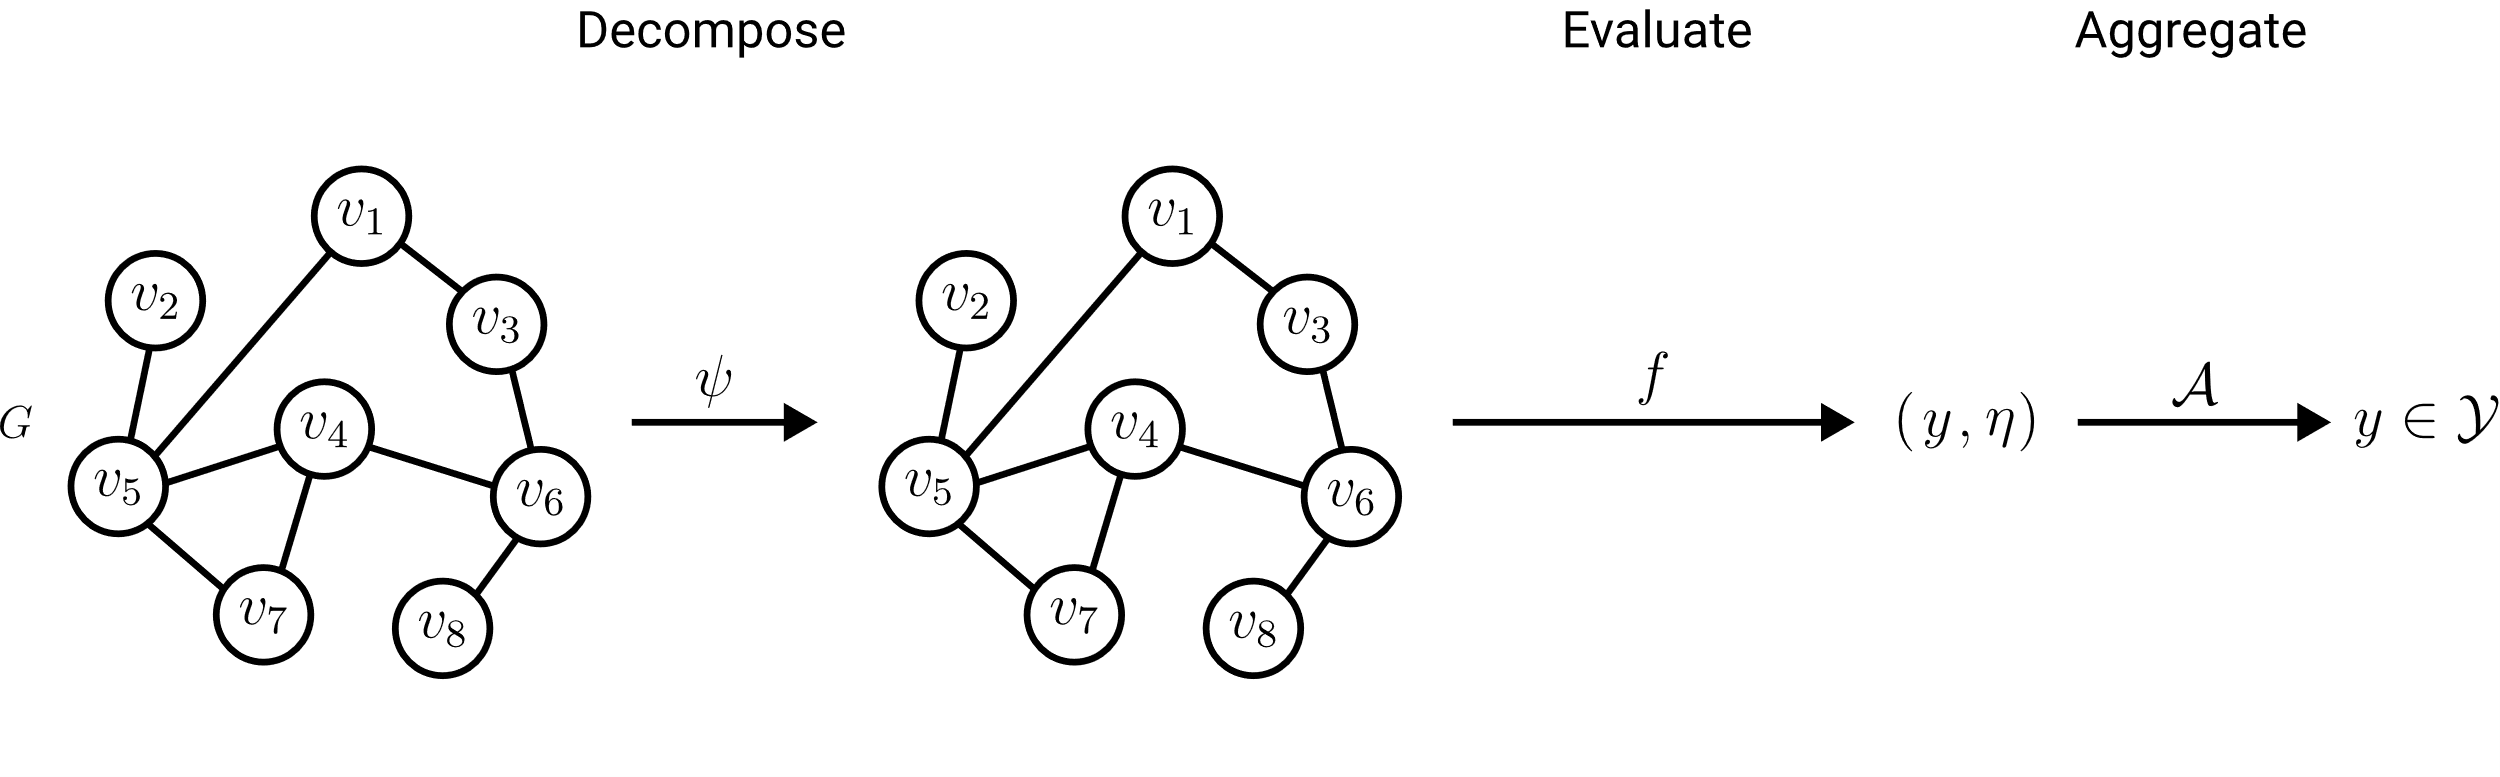 Decompose Evaluate Aggregate
v₁ v₁
v₂ v₂
v₃ v₃
ψ f 𝒜
G v₄ v₄ (y, n) y ∈ 𝒴
v₅ v₅
v₆ v₆
v₇ v₇
v₈ v₈